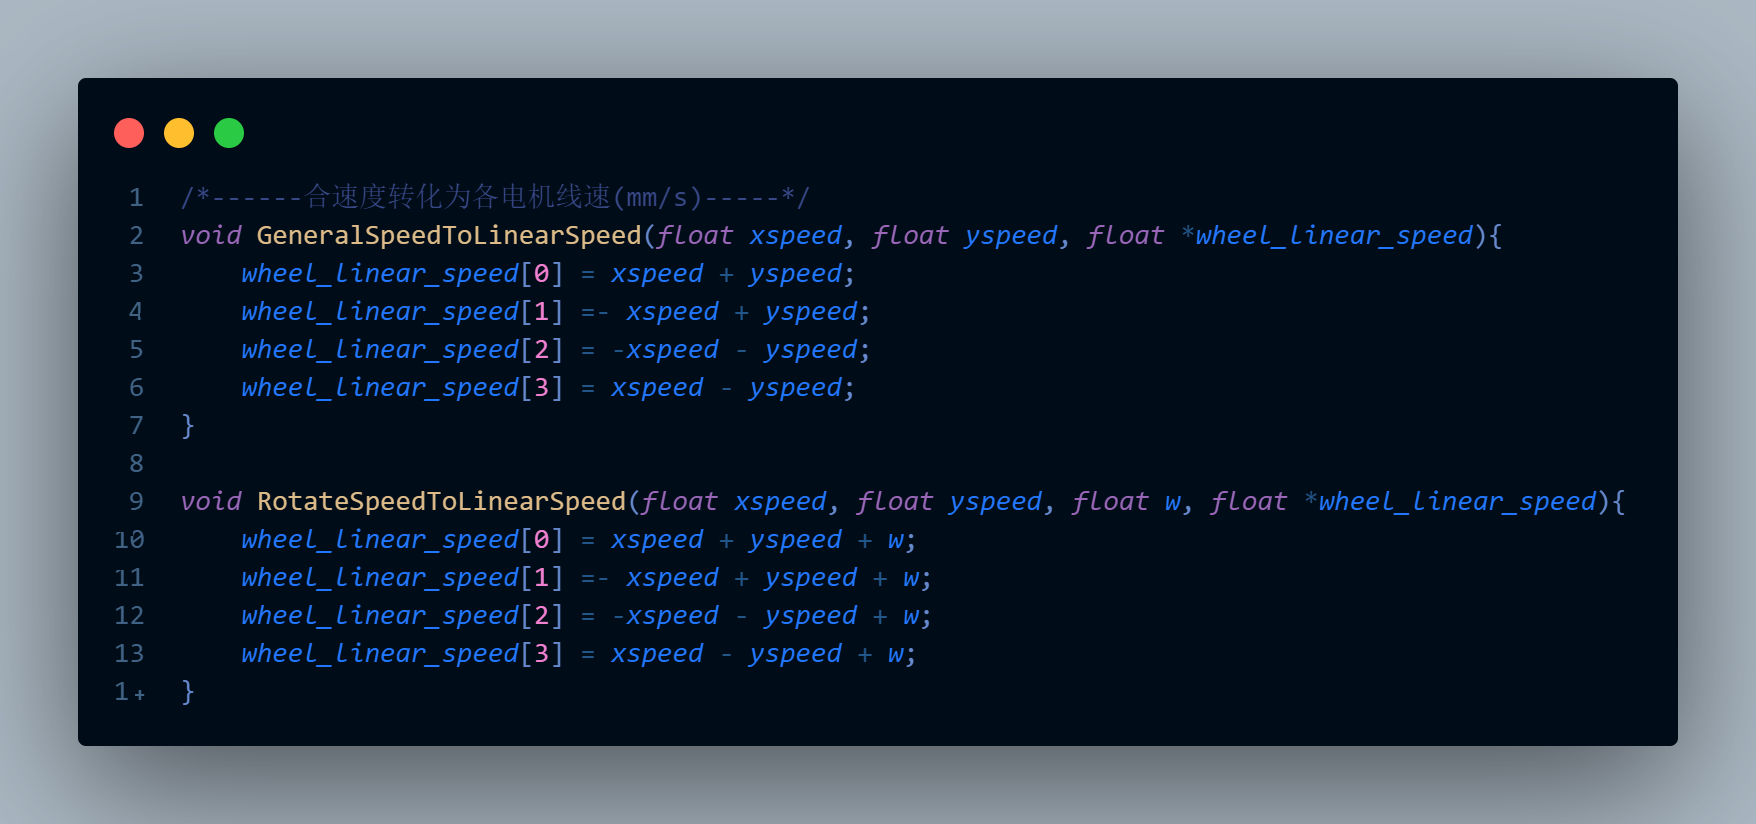 1 /*------合速度转化为各电机线速(mm/s)-----*/
2 void GeneralSpeedToLinearSpeed(float xspeed, float yspeed, float *wheel_linear_speed){
3 wheel_linear_speed[0] = xspeed + yspeed;
4 wheel_linear_speed[1] =- xspeed + yspeed;
5 wheel_linear_speed[2] = -xspeed - yspeed;
6 wheel_linear_speed[3] = xspeed - yspeed;
7 }
8
9 void RotateSpeedToLinearSpeed(float xspeed, float yspeed, float w, float *wheel_linear_speed){
10 wheel_linear_speed[0] = xspeed + yspeed + w;
11 wheel_linear_speed[1] =- xspeed + yspeed + w;
12 wheel_linear_speed[2] = -xspeed - yspeed + w;
13 wheel_linear_speed[3] = xspeed - yspeed + w;
14 }